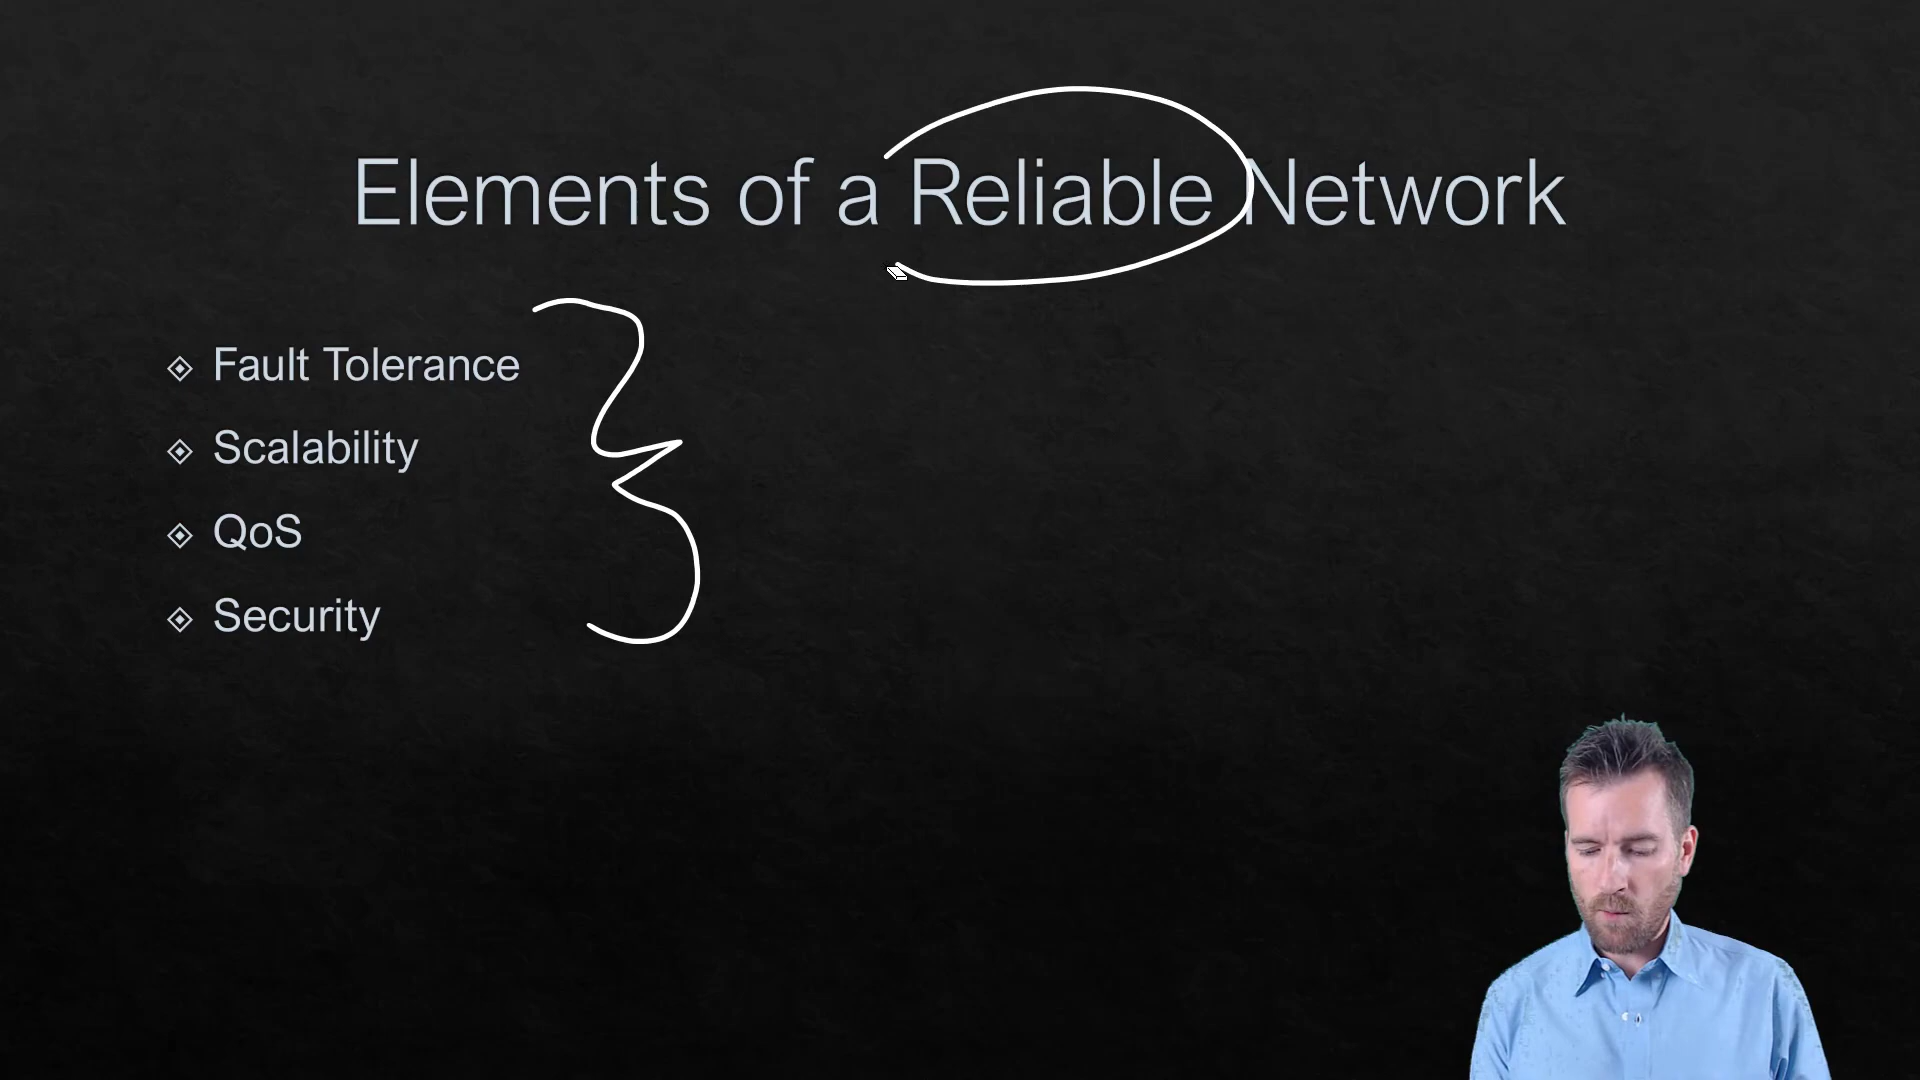 Elements of a Reliable Network
Fault Tolerance
Scalability
QoS
Security